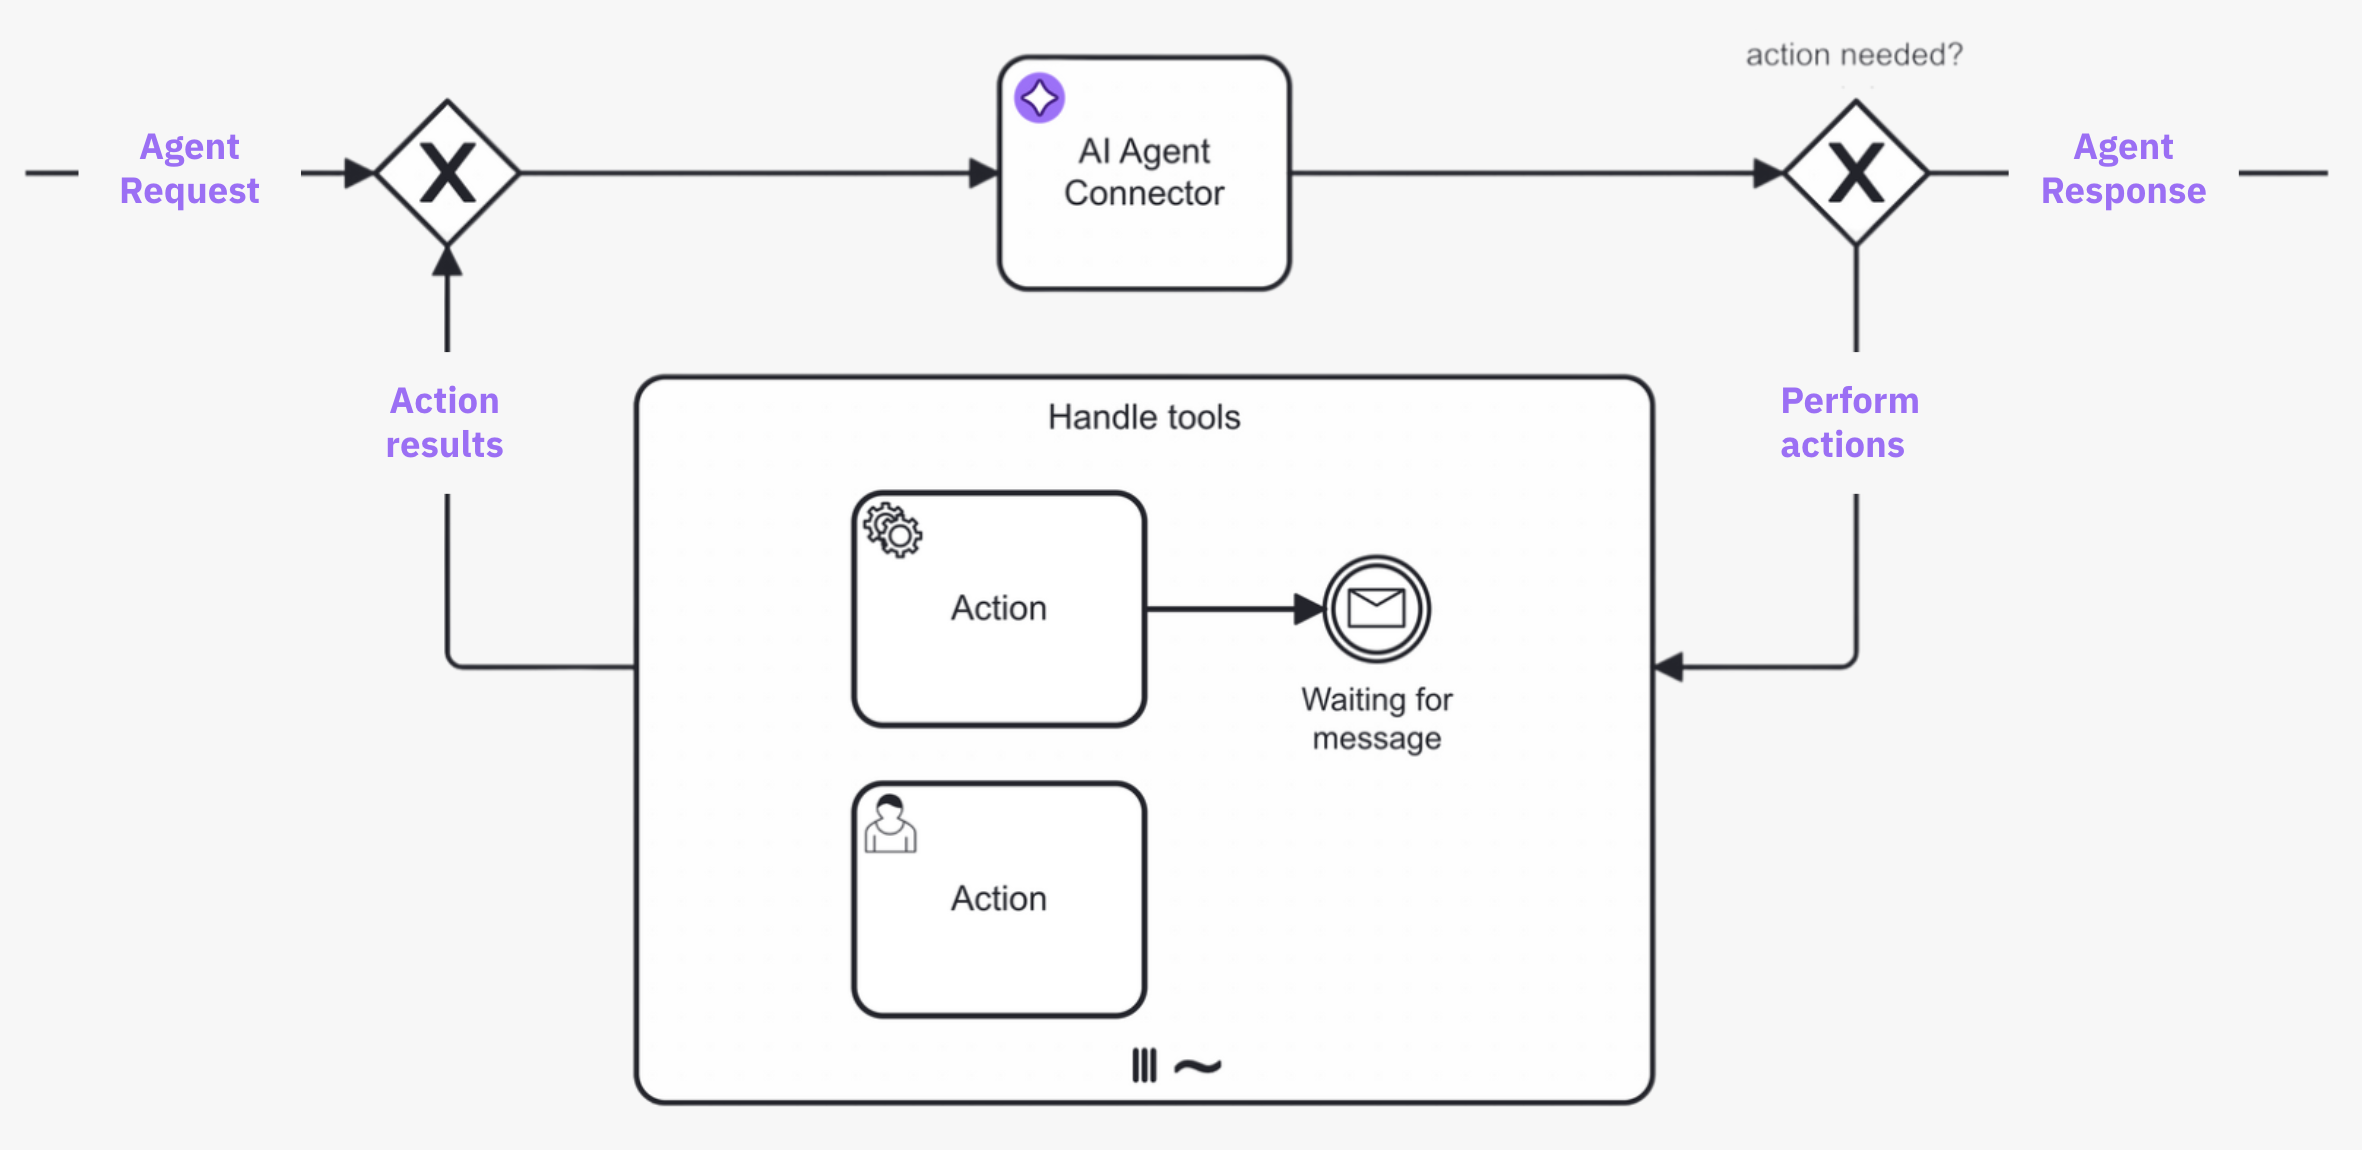 action needed?
Agent
Request
X
AI Agent
Connector
X
Agent
Response
Action
results
Perform
actions
Handle tools
Action
Waiting for
message
Action